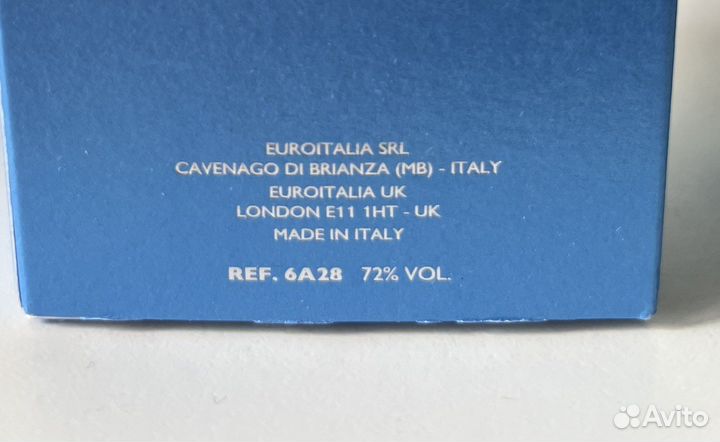 EUROITALIA SRL
CAVENAGO DI BRIANZA (MB) - ITALY
EUROITALIA UK
LONDON E11 1HT - UK
MADE IN ITALY
REF. 6A28 72% VOL.
Avito